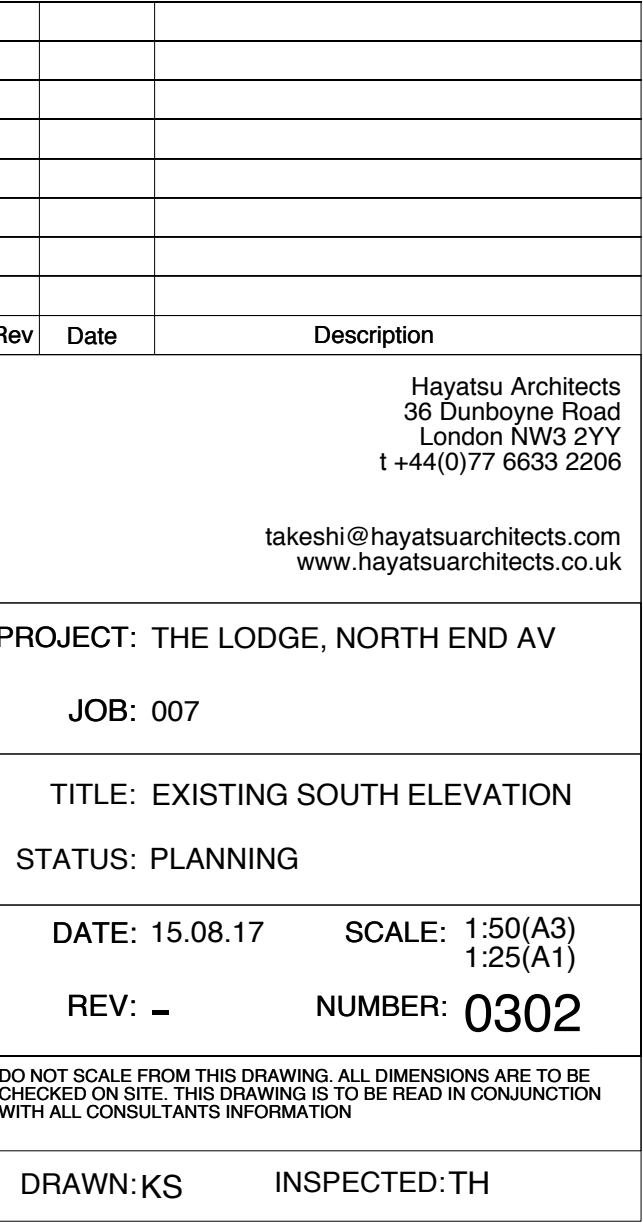 Rev Date Description
Hayatsu Architects
36 Dunboyne Road
London NW3 2YY
t +44(0)77 6633 2206
takeshi@hayatsuarchitects.com
www.hayatsuarchitects.co.uk
PROJECT: THE LODGE, NORTH END AV
JOB: 007
TITLE: EXISTING SOUTH ELEVATION
STATUS: PLANNING
DATE: 15.08.17 SCALE: 1:50(A3)
1:25(A1)
REV: - NUMBER: 0302
DO NOT SCALE FROM THIS DRAWING. ALL DIMENSIONS ARE TO BE
CHECKED ON SITE. THIS DRAWING IS TO BE READ IN CONJUNCTION
WITH ALL CONSULTANTS INFORMATION
DRAWN: KS INSPECTED: TH